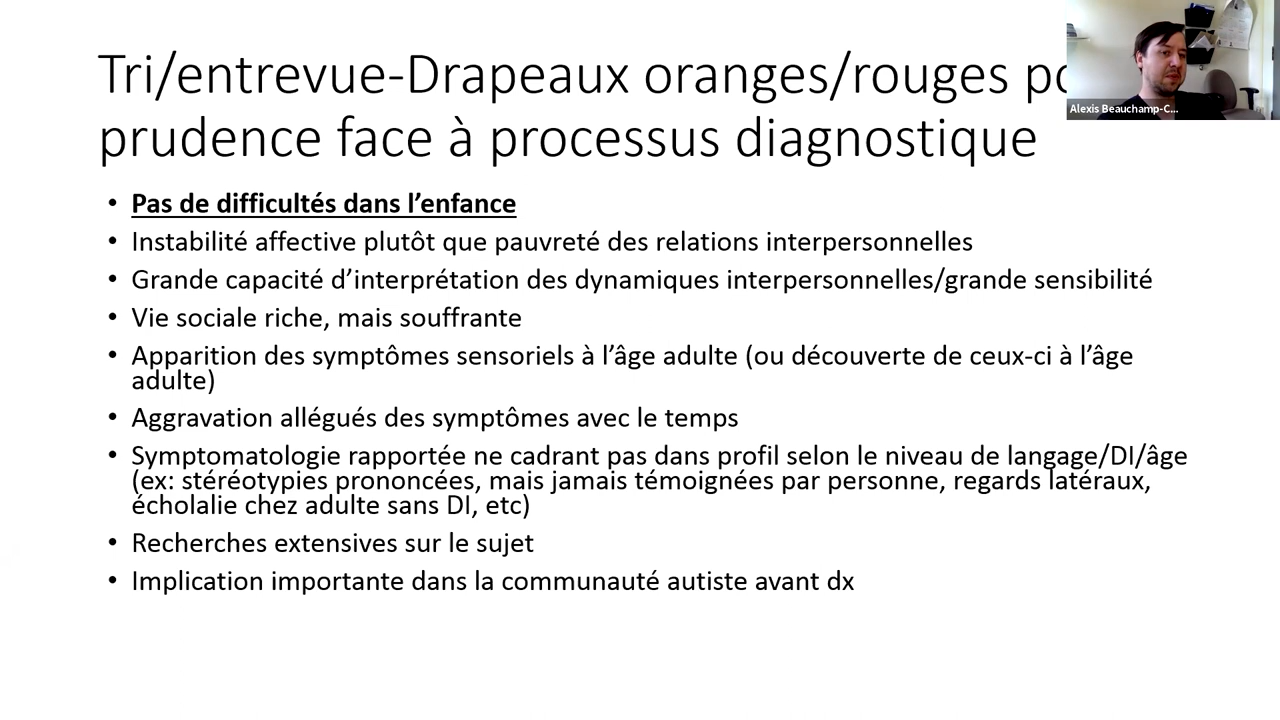 Tri/entrevue-Drapeaux oranges/rouges
prudence face à processus diagnostique
Alexis Beauchamp-C...
• Pas de difficultés dans l’enfance
• Instabilité affective plutôt que pauvreté des relations interpersonnelles
• Grande capacité d’interprétation des dynamiques interpersonnelles/grande sensibilité
• Vie sociale riche, mais souffrante
• Apparition des symptômes sensoriels à l’âge adulte (ou découverte de ceux-ci à l’âge
adulte)
• Aggravation allégués des symptômes avec le temps
• Symptomatologie rapportée ne cadrant pas dans profil selon le niveau de langage/DI/âge
(ex: stéréotypies prononcées, mais jamais témoignées par personne, regards latéraux,
écholalie chez adulte sans DI, etc)
• Recherches extensives sur le sujet
• Implication importante dans la communauté autiste avant dx